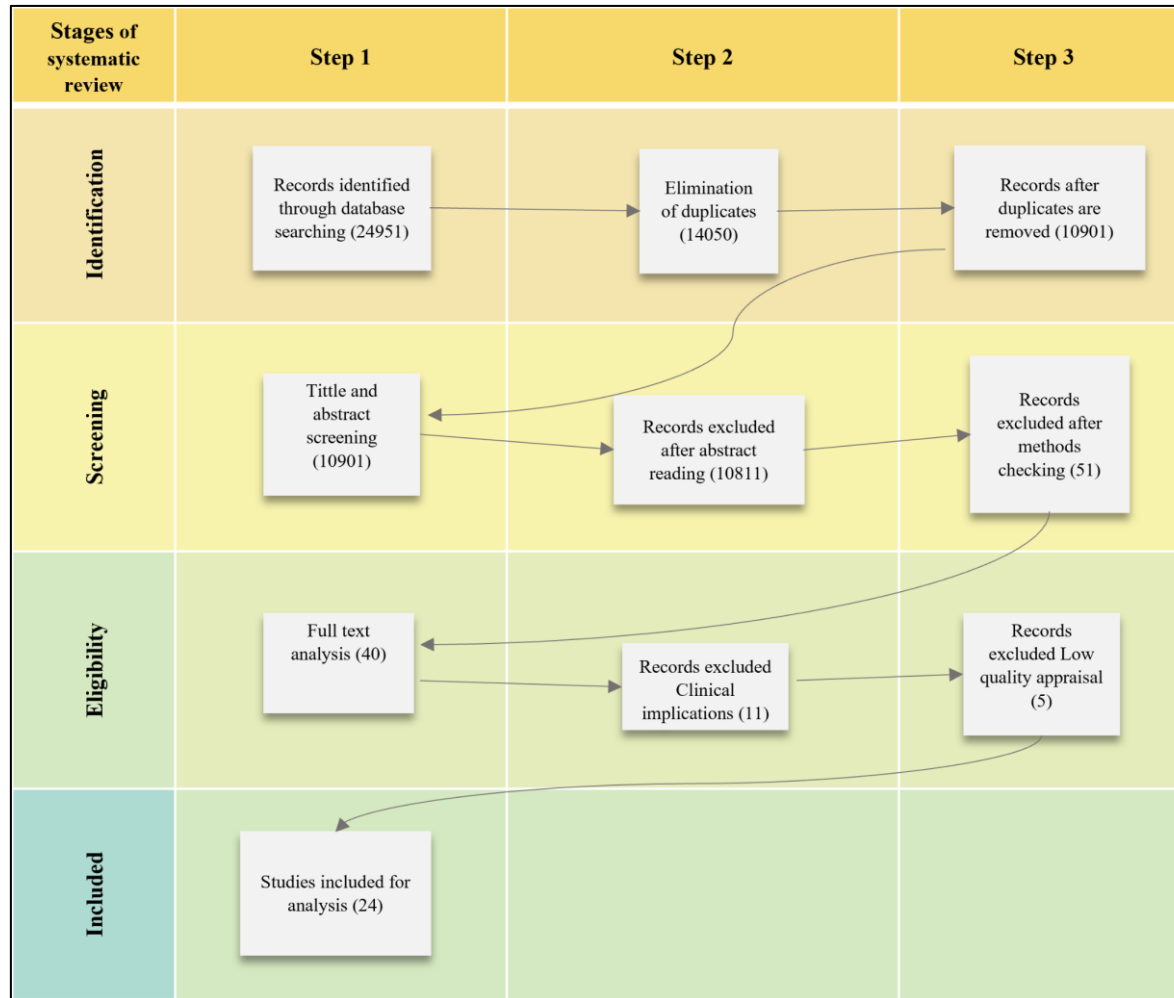 Stages of
systematic
review
Step 1
Step 2
Step 3
Identification
Records identified
through database
searching (24951)
Elimination
of duplicates
(14050)
Records after
duplicates are
removed (10901)
Screening
Tittle and
abstract
screening
(10901)
Records excluded
after abstract
reading (10811)
Records
excluded after
methods
checking (51)
Eligibility
Full text
analysis (40)
Records excluded
Clinical
implications (11)
Records
excluded Low
quality appraisal
(5)
Included
Studies included for
analysis (24)